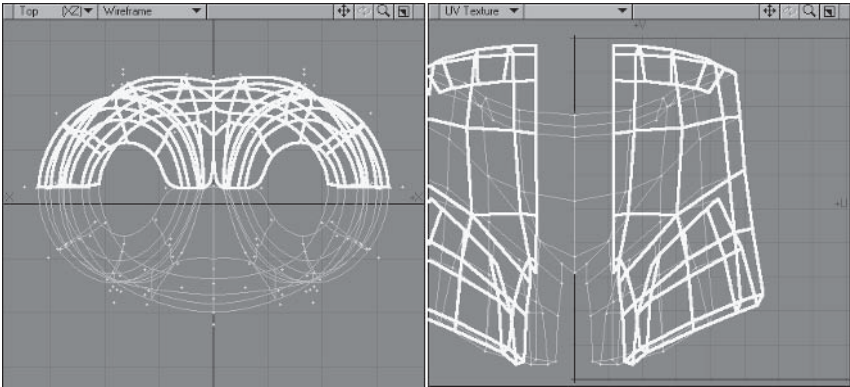 Top (XZ) Wireframe
UV Texture
+V
X
+X
+U